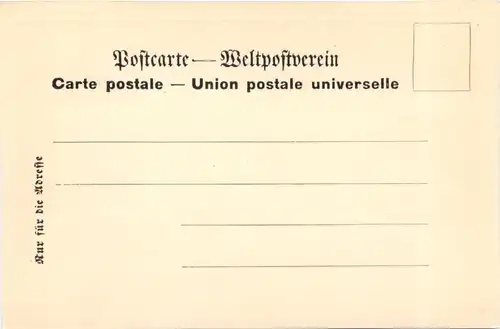 Postcarte — Weltpostverein
Carte postale — Union postale universelle
Nur für die Adresse